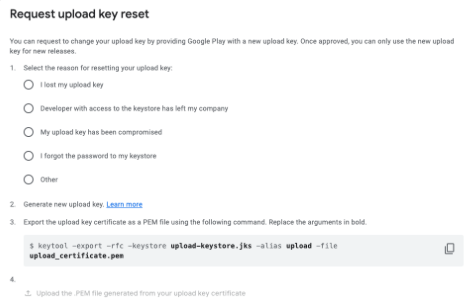 Request upload key reset
You can request to change your upload key by providing Google Play with a new upload key. Once approved, you can only use the new upload
key for new releases.
1. Select the reason for resetting your upload key:
I lost my upload key
Developer with access to the keystore has left my company
My upload key has been compromised
I forgot the password to my keystore
Other
2. Generate new upload key. Learn more
3. Export the upload key certificate as a PEM file using the following command. Replace the arguments in bold.
$ keytool -export -rfc -keystore upload-keystore.jks -alias upload -file
upload_certificate.pem
4.
Upload the .PEM file generated from your upload key certificate